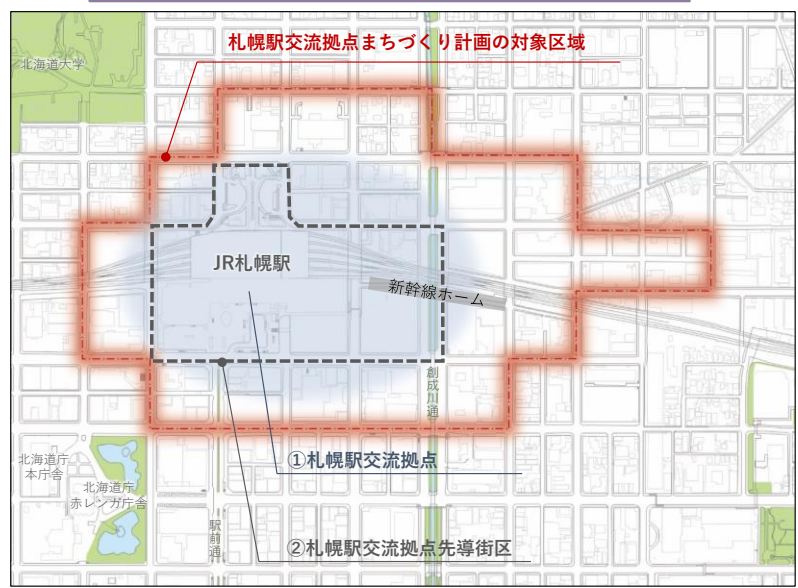 札幌駅交流拠点まちづくり計画の対象区域
北海道大学
JR札幌駅
新幹線ホーム
創成川通
①札幌駅交流拠点
北海道庁
本庁舎
北海道庁
赤レンガ庁舎
駅前通
②札幌駅交流拠点先導街区